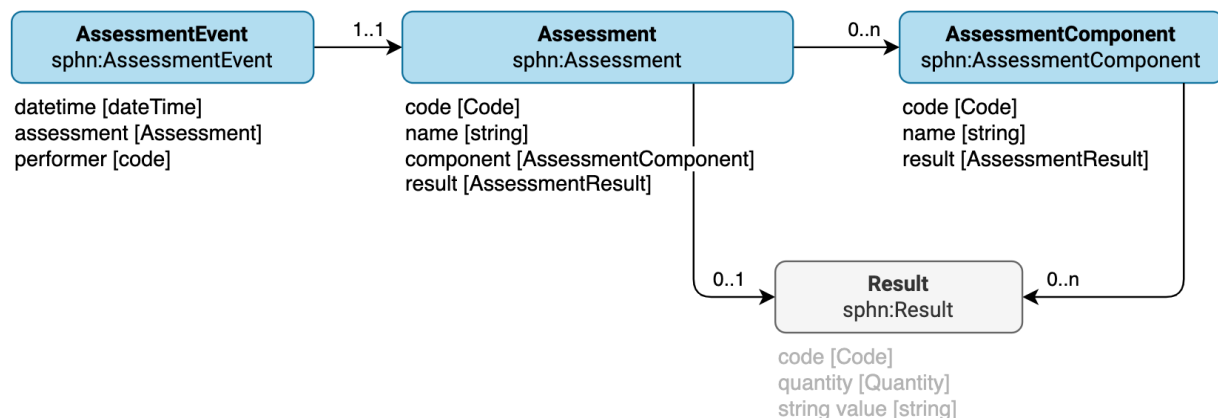 AssessmentEvent
sphn:AssessmentEvent
datetime [dateTime]
assessment [Assessment]
performer [code]
1..1
Assessment
sphn:Assessment
code [Code]
name [string]
component [AssessmentComponent]
result [AssessmentResult]
0..n
AssessmentComponent
sphn:AssessmentComponent
code [Code]
name [string]
result [AssessmentResult]
0..1
Result
sphn:Result
0..n
code [Code]
quantity [Quantity]
string value [string]